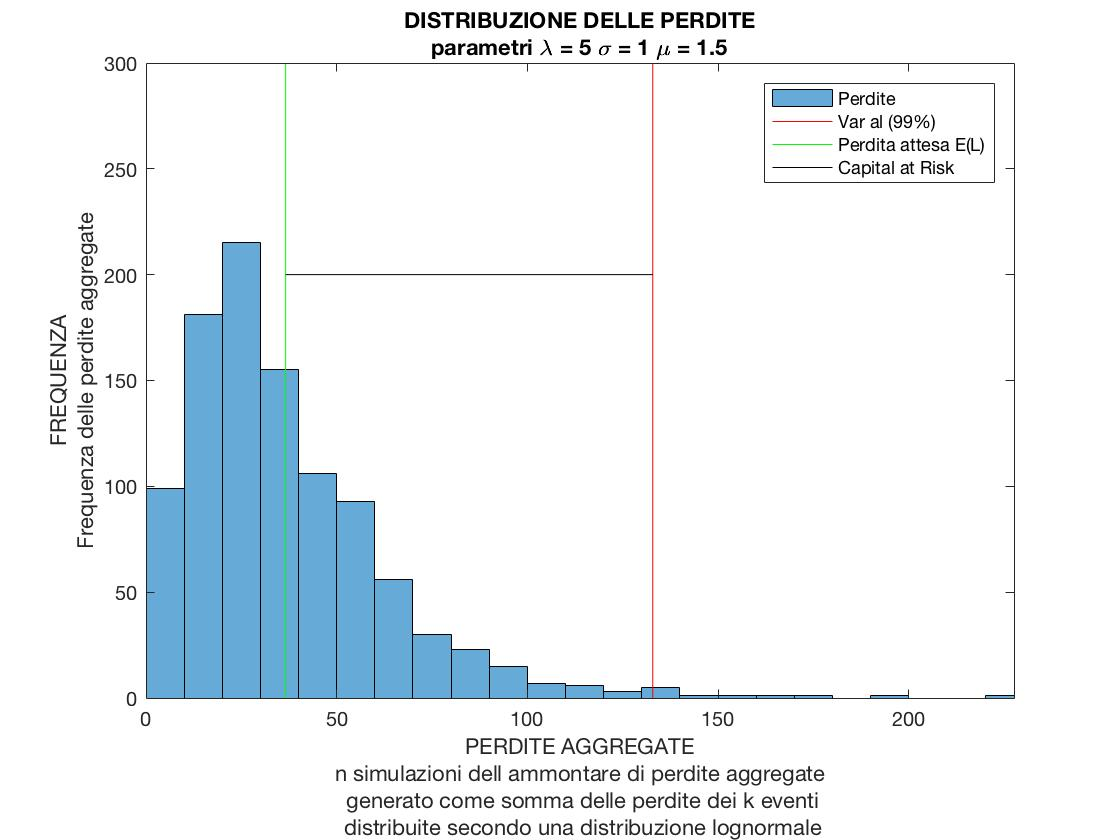 DISTRIBUZIONE DELLE PERDITE
parametri λ = 5 σ = 1 μ = 1.5
300
250
200
150
100
50
0
FREQUENZA
Frequenza delle perdite aggregate
Perdite
Var al (99%)
Perdita attesa E(L)
Capital at Risk
0 50 100 150 200
PERDITE AGGREGATE
n simulazioni dell ammontare di perdite aggregate
generato come somma delle perdite dei k eventi
distribuite secondo una distribuzione lognormale